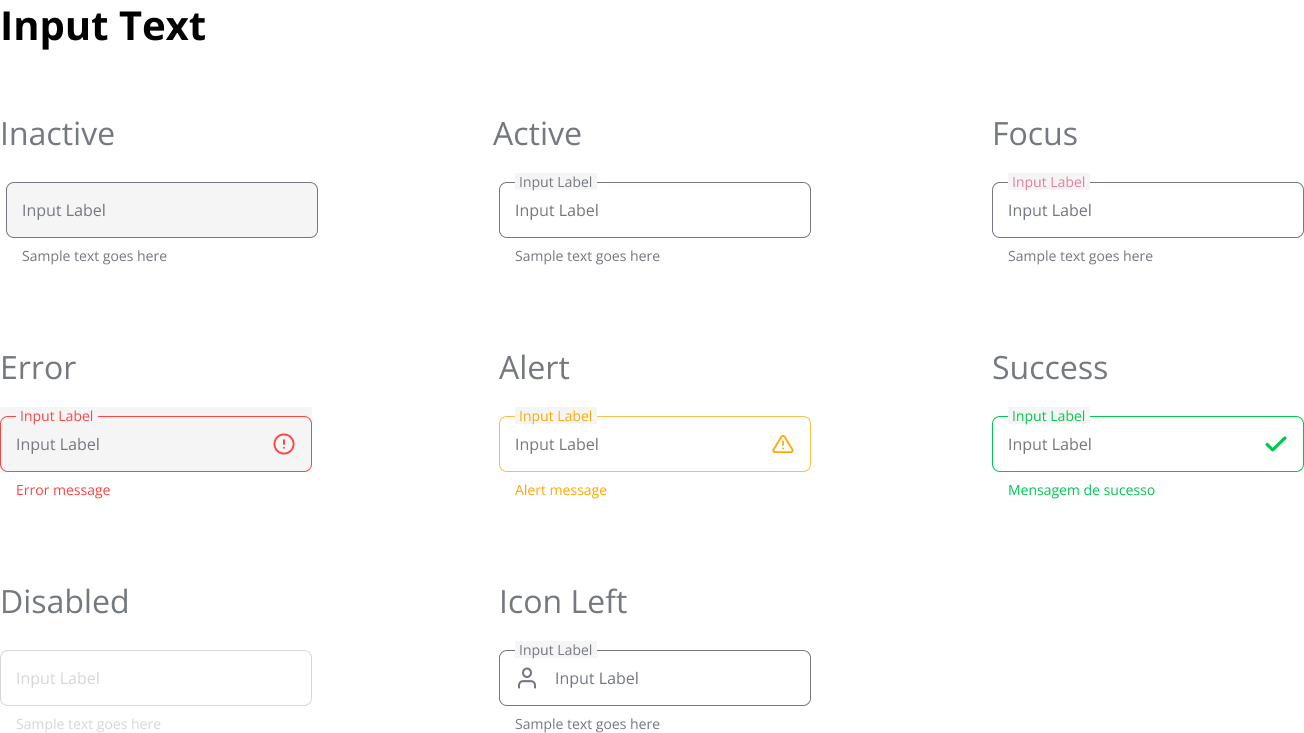 Input Text
Inactive
Active
Focus
Input Label
Input Label
Input Label
Input Label
Input Label
Sample text goes here
Sample text goes here
Sample text goes here
Error
Alert
Success
Input Label
Input Label
Input Label
Input Label
Input Label
Input Label
Error message
Alert message
Mensagem de sucesso
Disabled
Icon Left
Input Label
Input Label
Input Label
Sample text goes here
Sample text goes here